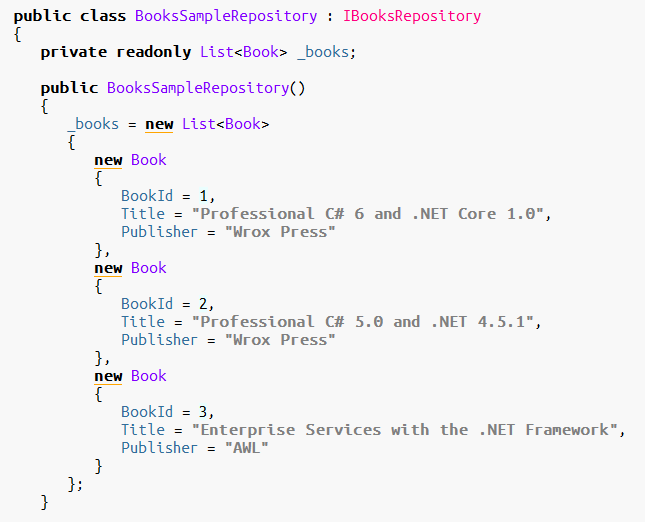 public class BooksSampleRepository : IBooksRepository
{
    private readonly List<Book> _books;

    public BooksSampleRepository()
    {
        _books = new List<Book>
        {
            new Book
            {
                BookId = 1,
                Title = "Professional C# 6 and .NET Core 1.0",
                Publisher = "Wrox Press"
            },
            new Book
            {
                BookId = 2,
                Title = "Professional C# 5.0 and .NET 4.5.1",
                Publisher = "Wrox Press"
            },
            new Book
            {
                BookId = 3,
                Title = "Enterprise Services with the .NET Framework",
                Publisher = "AWL"
            }
        };
    }